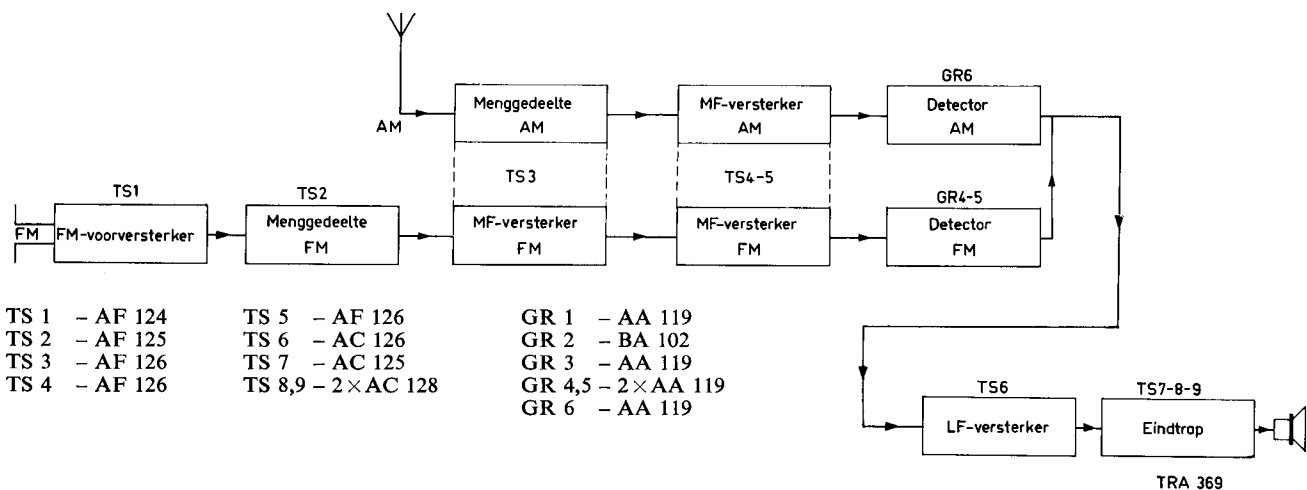 GR6
AM
Menggedeelte
AM
MF-versterker
AM
Detector
AM
TS3
TS4-5
TS1
TS2
GR4-5
FM
FM-voorversterker
Menggedeelte
FM
MF-versterker
FM
MF-versterker
FM
Detector
FM
TS 1 – AF 124
TS 2 – AF 125
TS 3 – AF 126
TS 4 – AF 126
TS 5 – AF 126
TS 6 – AC 126
TS 7 – AC 125
TS 8,9 – 2×AC 128
GR 1 – AA 119
GR 2 – BA 102
GR 3 – AA 119
GR 4,5 – 2×AA 119
GR 6 – AA 119
TS6
TS7-8-9
LF-versterker
Eindtrap
TRA 369